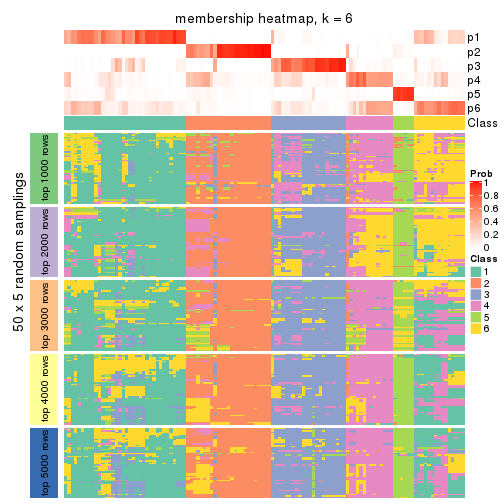 membership heatmap, k = 6
p1
p2
p3
p4
p5
p6
Class
50 x 5 random samplings
top 1000 rows
top 2000 rows
top 3000 rows
top 4000 rows
top 5000 rows
Prob
1
0.8
0.6
0.4
0.2
0
Class
1
2
3
4
5
6